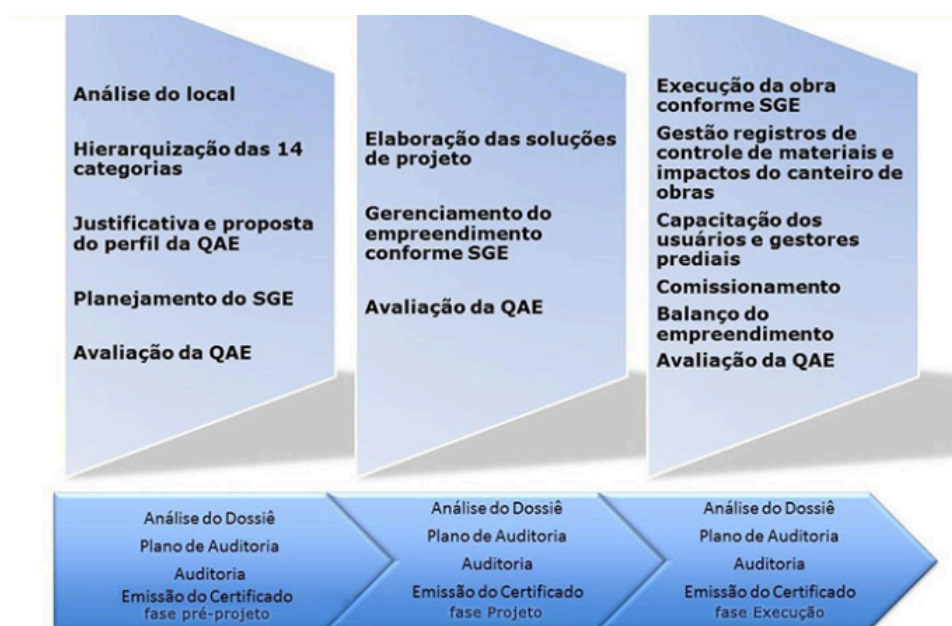 Análise do local
Hierarquização das 14
categorias
Justificativa e proposta
do perfil da QAE
Planejamento do SGE
Avaliação da QAE
Elaboração das soluções
de projeto
Gerenciamento do
empreendimento
conforme SGE
Avaliação da QAE
Execução da obra
conforme SGE
Gestão registros de
controle de materiais e
impactos do canteiro de
obras
Capacitação dos
usuários e gestores
prediais
Comissionamento
Balanço do
empreendimento
Avaliação da QAE
Análise do Dossiê
Plano de Auditoria
Auditoria
Emissão do Certificado
fase pré-projeto
Análise do Dossiê
Plano de Auditoria
Auditoria
Emissão do Certificado
fase Projeto
Análise do Dossiê
Plano de Auditoria
Auditoria
Emissão do Certificado
fase Execução